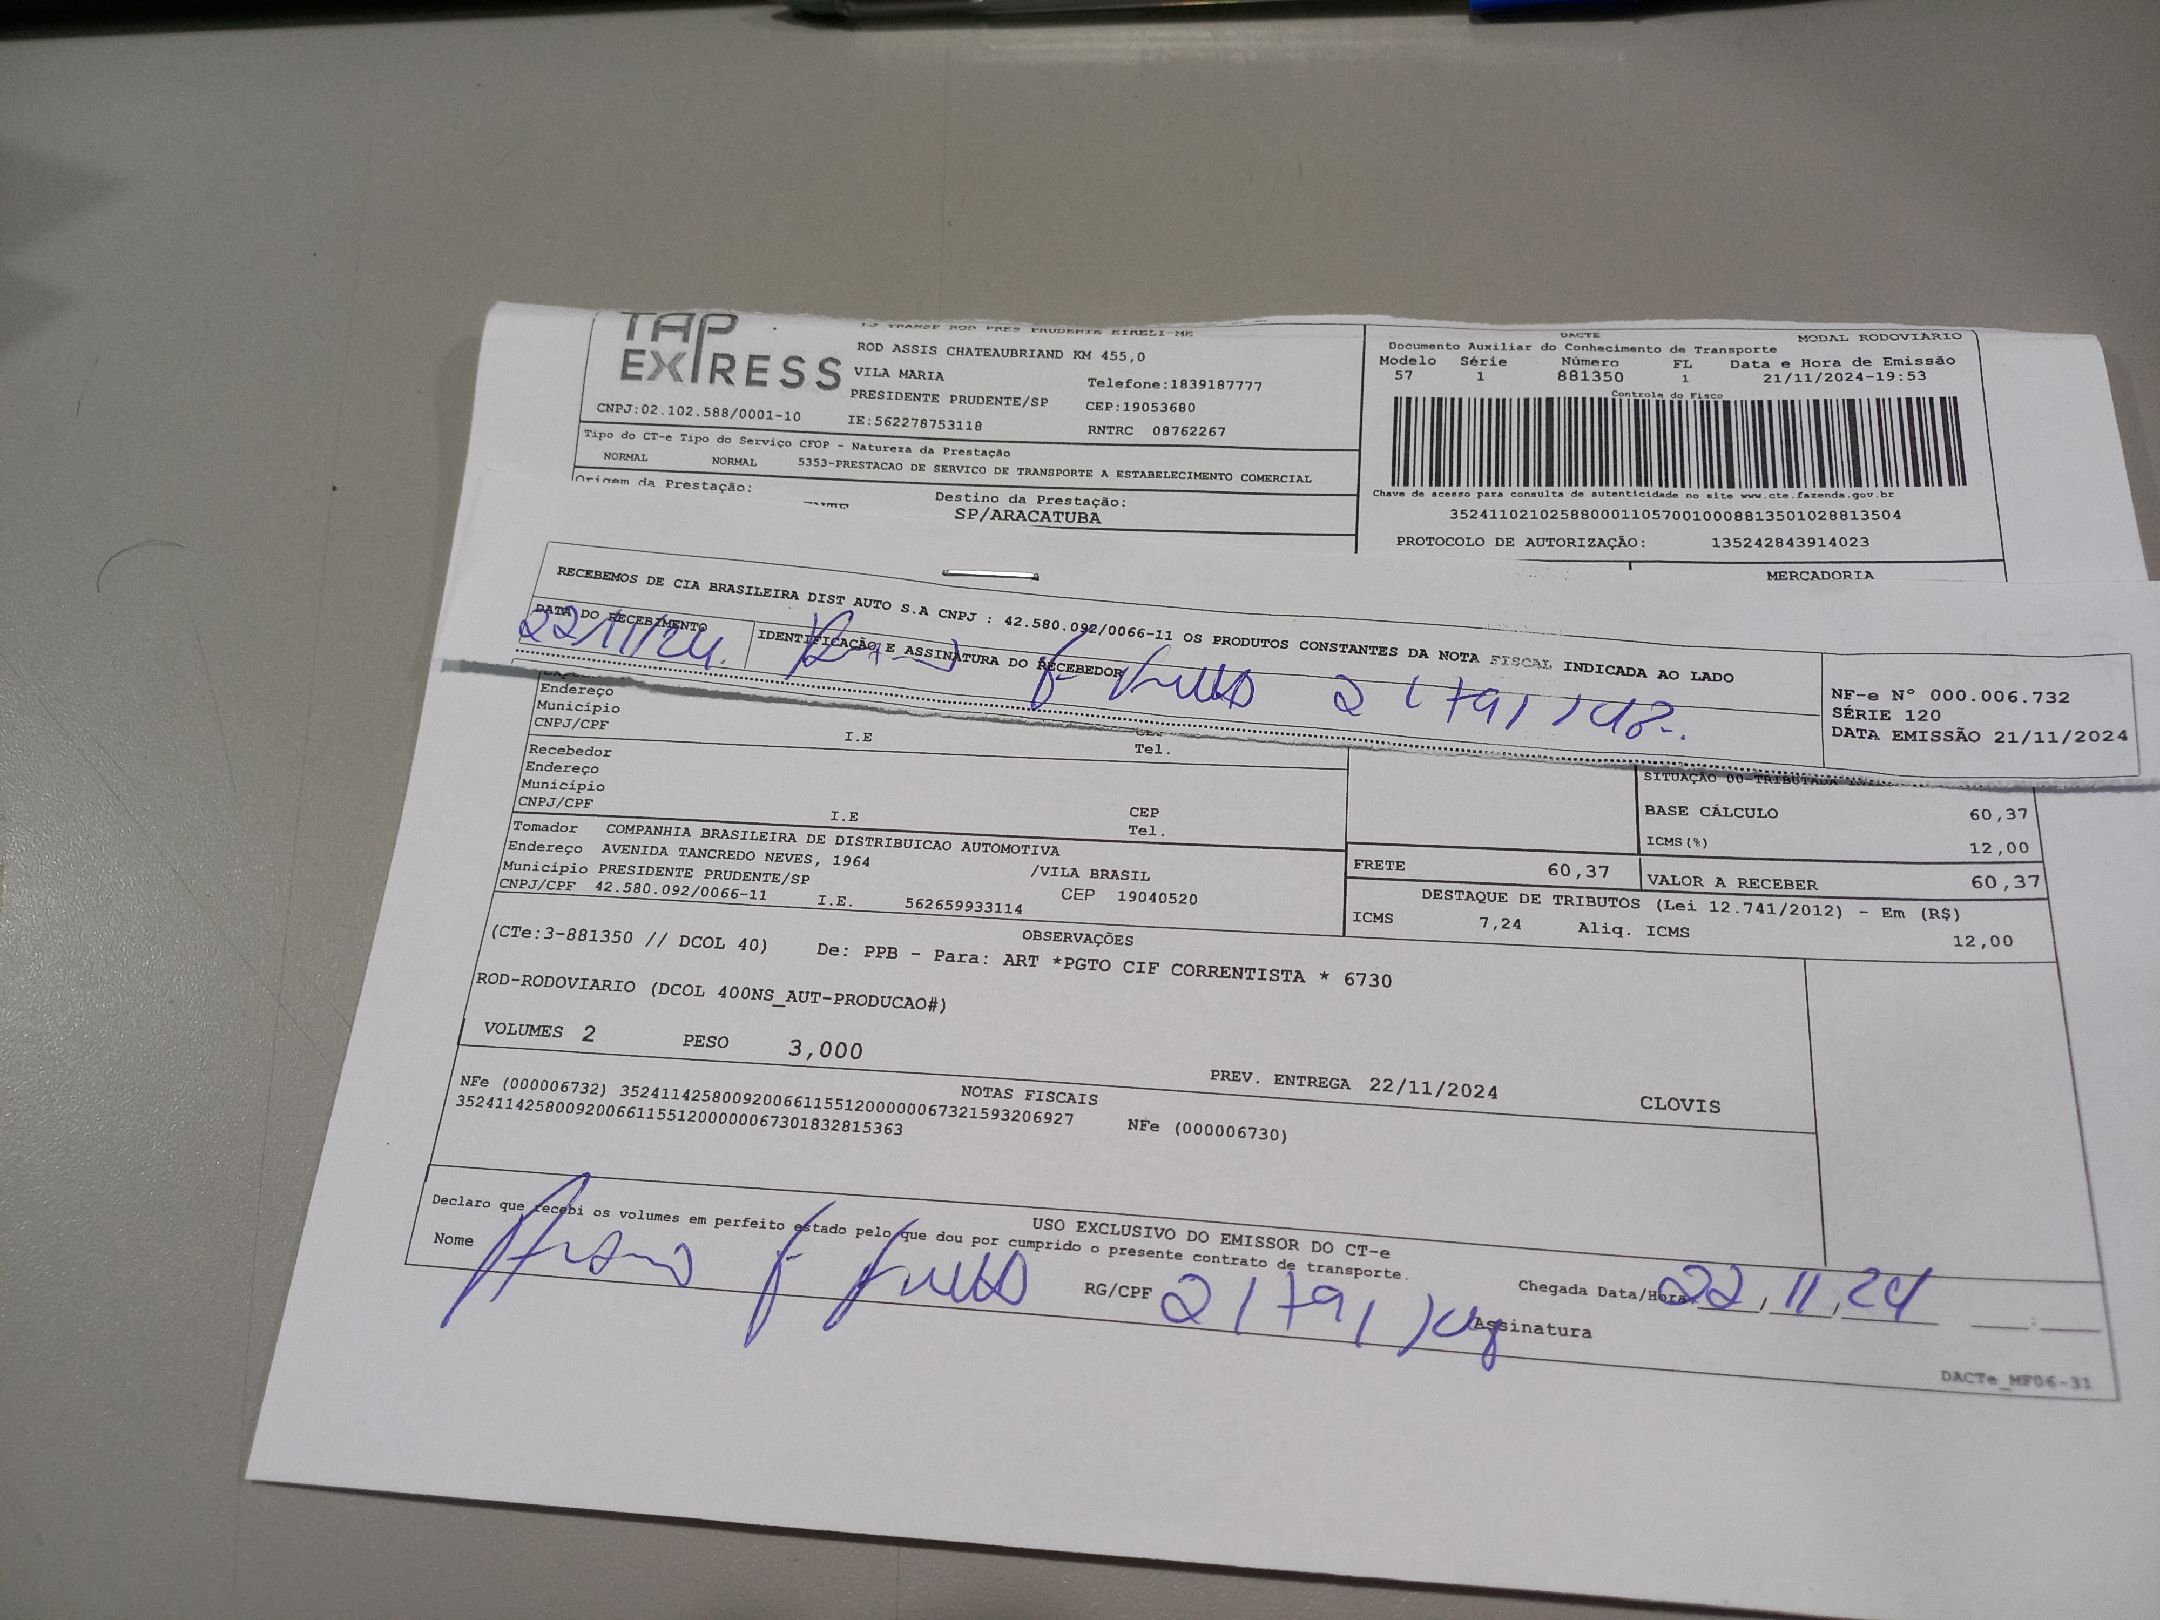 TAP EXPRESS
TJ TRANSP ROD PRES PRUDENTE EIRELI-ME
ROD ASSIS CHATEAUBRIAND KM 455,0
VILA MARIA Telefone:1839187777
PRESIDENTE PRUDENTE/SP CEP:19053680
CNPJ:02.102.588/0001-10 IE:562278753118 RNTRC 08762267
Tipo do CT-e Tipo do Serviço CFOP - Natureza da Prestação
NORMAL NORMAL 5353-PRESTACAO DE SERVICO DE TRANSPORTE A ESTABELECIMENTO COMERCIAL
Origem da Prestação: Destino da Prestação:
SP/ARACATUBA
DACTE MODAL RODOVIARIO
Documento Auxiliar do Conhecimento de Transporte
Modelo Série Número FL Data e Hora de Emissão
57 1 881350 1 21/11/2024-19:53
Controle do Fisco
Chave de acesso para consulta de autenticidade no site www.cte.fazenda.gov.br
35241102102588000110570010008813501028813504
PROTOCOLO DE AUTORIZAÇÃO: 135242843914023
MERCADORIA
RECEBEMOS DE CIA BRASILEIRA DIST AUTO S.A CNPJ : 42.580.092/0066-11 OS PRODUTOS CONSTANTES DA NOTA FISCAL INDICADA AO LADO
DATA DO RECEBIMENTO IDENTIFICAÇÃO E ASSINATURA DO RECEBEDOR
22/11/24.
NF-e N° 000.006.732
SÉRIE 120
DATA EMISSÃO 21/11/2024
Endereço
Município
CNPJ/CPF I.E Tel.
Recebedor
Endereço
Município
CNPJ/CPF I.E CEP
Tel.
SITUAÇÃO 00-TRIBUTADA
BASE CÁLCULO 60,37
ICMS(%) 12,00
FRETE 60,37 VALOR A RECEBER 60,37
DESTAQUE DE TRIBUTOS (Lei 12.741/2012) - Em (R$)
ICMS 7,24 Aliq. ICMS 12,00
Tomador COMPANHIA BRASILEIRA DE DISTRIBUICAO AUTOMOTIVA
Endereço AVENIDA TANCREDO NEVES, 1964 /VILA BRASIL
Município PRESIDENTE PRUDENTE/SP CEP 19040520
CNPJ/CPF 42.580.092/0066-11 I.E. 562659933114
OBSERVAÇÕES
(CTe:3-881350 // DCOL 40) De: PPB - Para: ART *PGTO CIF CORRENTISTA * 6730
ROD-RODOVIARIO (DCOL 400NS_AUT-PRODUCAO#)
VOLUMES 2 PESO 3,000 PREV. ENTREGA 22/11/2024 CLOVIS
NOTAS FISCAIS
NFe (000006732) 35241142580092006611551200000067321593206927 NFe (000006730)
35241142580092006611551200000067301832815363
USO EXCLUSIVO DO EMISSOR DO CT-e
Declaro que recebi os volumes em perfeito estado pelo que dou por cumprido o presente contrato de transporte.
Nome RG/CPF Assinatura
Chegada Data/Hora 22, 11, 24
DACTe_MF06-31